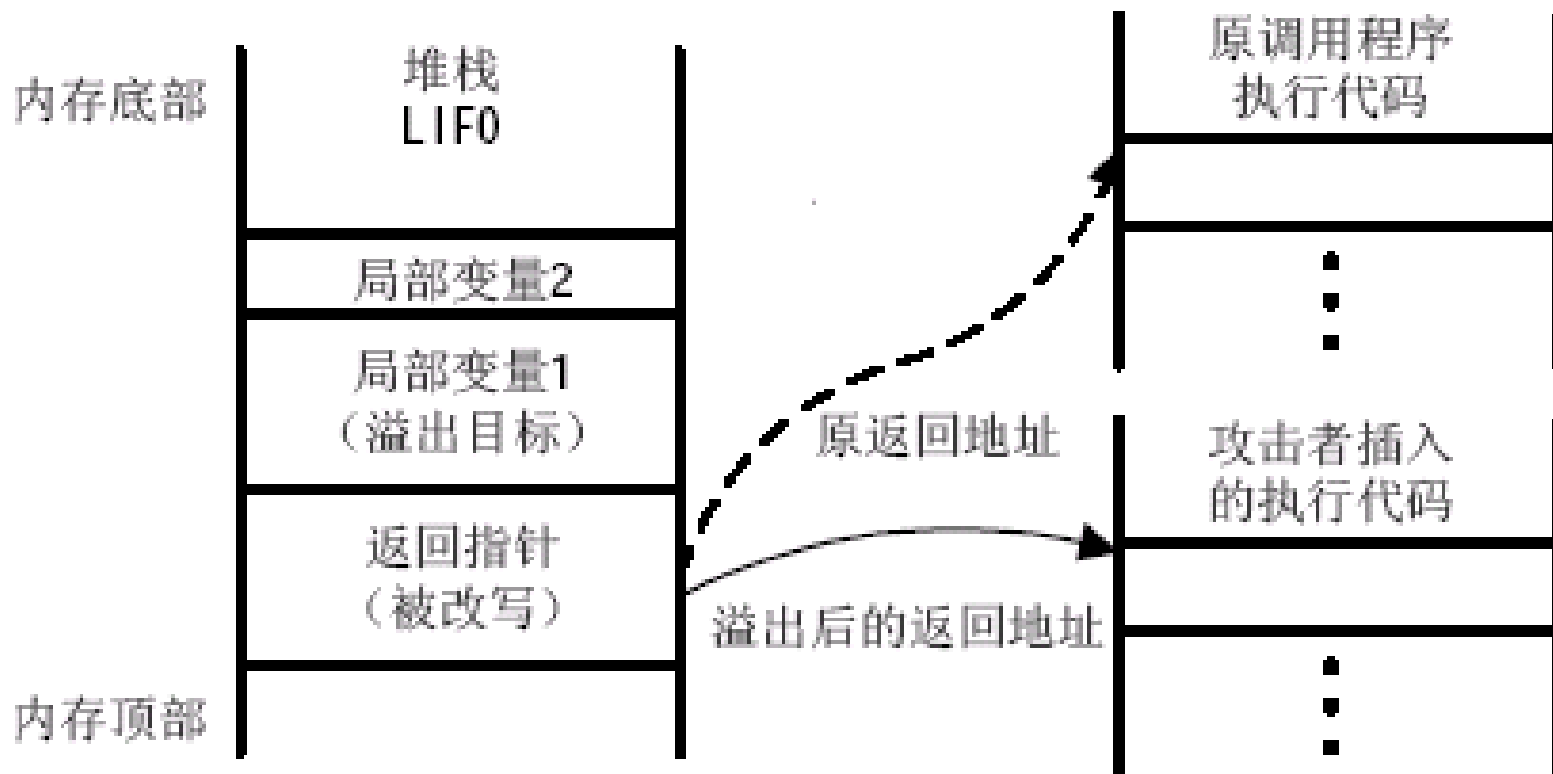 内存底部
堆栈
LIFO
局部变量2
局部变量1
（溢出目标）
返回指针
（被改写）
内存顶部
原返回地址
溢出后的返回地址
原调用程序
执行代码
攻击者插入
的执行代码